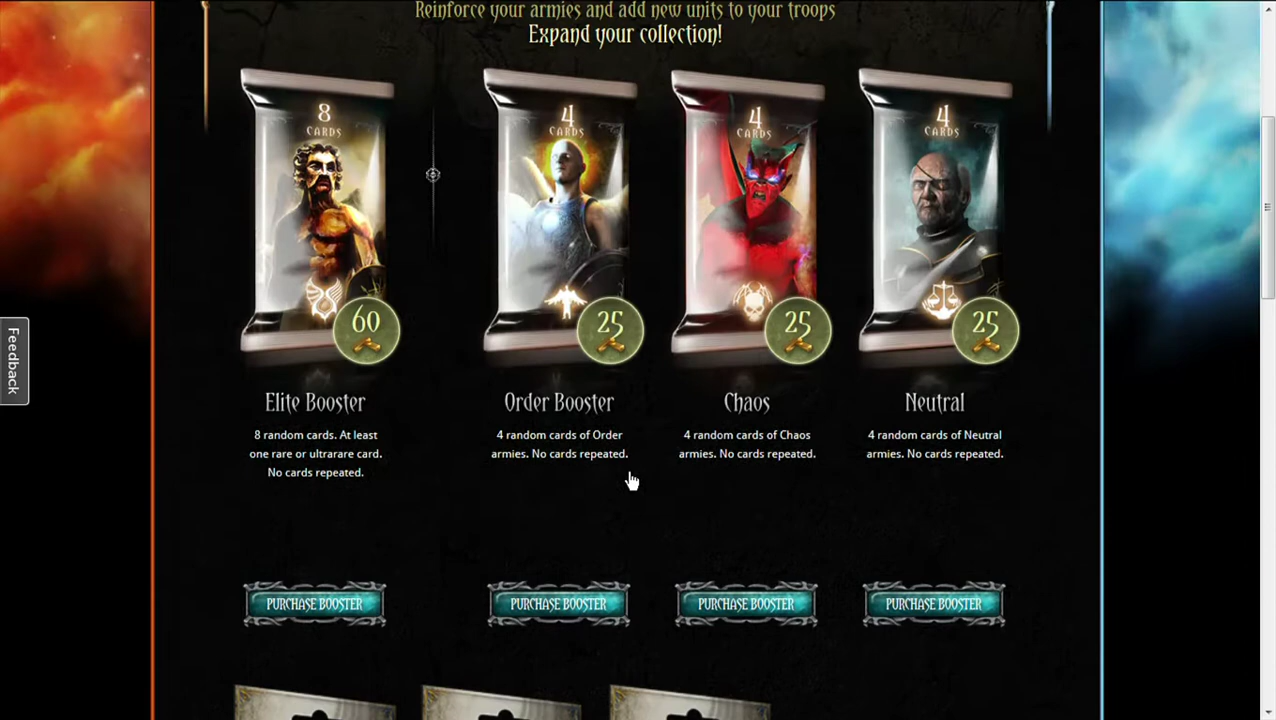 Reinforce your armies and add new units to your troops
Expand your collection!
8
CARDS
4
CARDS
4
CARDS
4
CARDS
60
25
25
25
Feedback
Elite Booster
Order Booster
Chaos
Neutral
8 random cards. At least
one rare or ultrarare card.
No cards repeated.
4 random cards of Order
armies. No cards repeated.
4 random cards of Chaos
armies. No cards repeated.
4 random cards of Neutral
armies. No cards repeated.
PURCHASE BOOSTER
PURCHASE BOOSTER
PURCHASE BOOSTER
PURCHASE BOOSTER